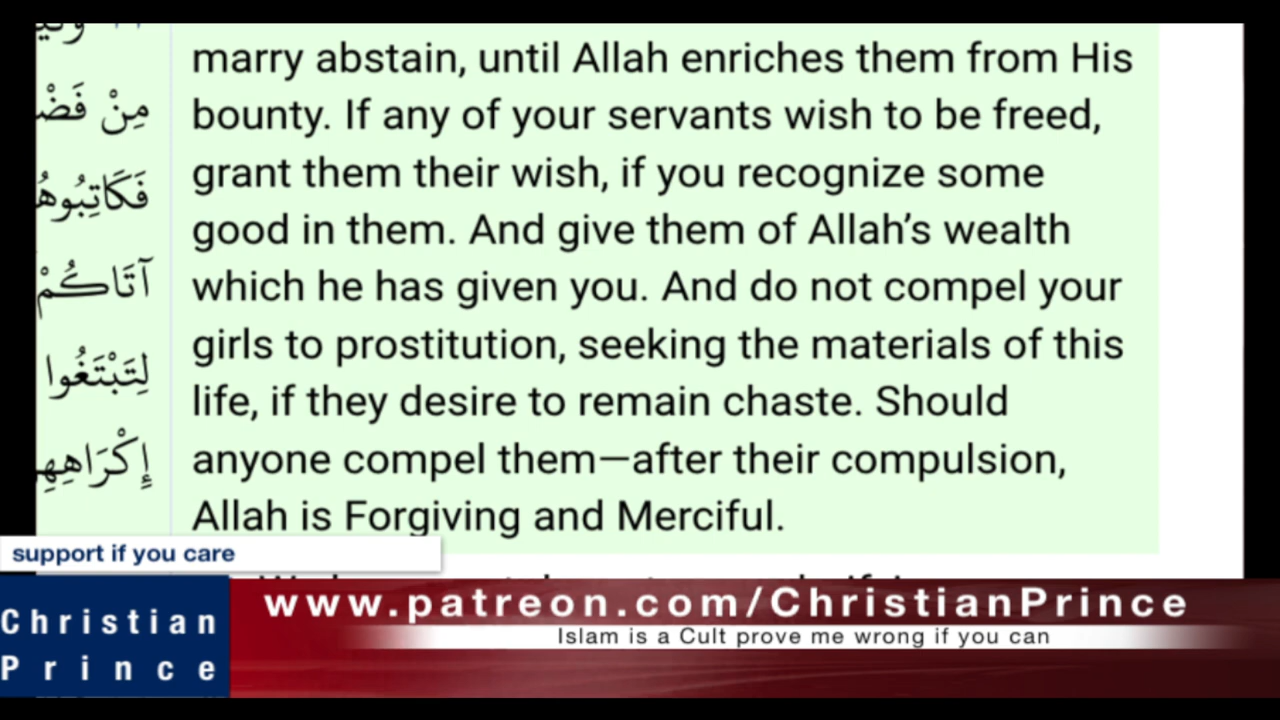 marry abstain, until Allah enriches them from His
مِنْ
bounty. If any of your servants wish to be freed,
grant them their wish, if you recognize some
good in them. And give them of Allah’s wealth
آتَاكُمْ
which he has given you. And do not compel your
girls to prostitution, seeking the materials of this
لِتَبْتَغُوا
life, if they desire to remain chaste. Should
anyone compel them—after their compulsion,
Allah is Forgiving and Merciful.
support if you care
Christian
Prince
www.patreon.com/ChristianPrince
Islam is a Cult prove me wrong if you can